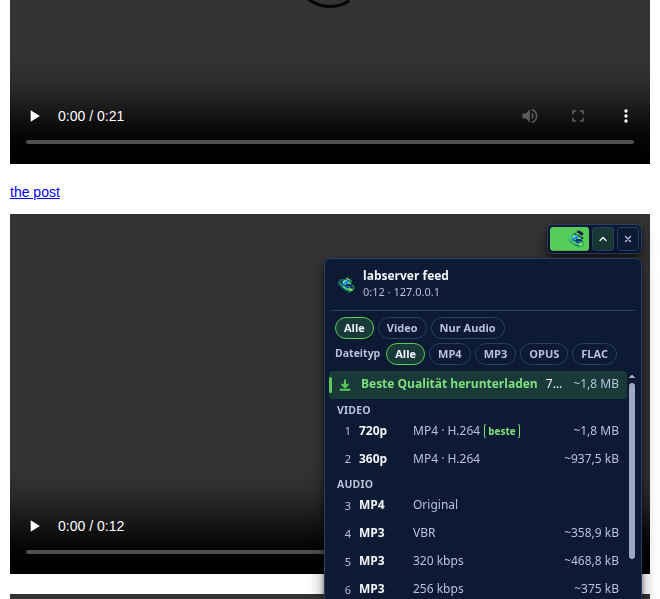 0:00 / 0:21
the post
labserver feed
0:12 · 127.0.0.1
Alle Video Nur Audio
Dateityp Alle MP4 MP3 OPUS FLAC
Beste Qualität herunterladen 7... ~1,8 MB
VIDEO
1 720p MP4 · H.264 beste ~1,8 MB
2 360p MP4 · H.264 ~937,5 kB
AUDIO
3 MP4 Original
4 MP3 VBR ~358,9 kB
0:00 / 0:12
5 MP3 320 kbps ~468,8 kB
6 MP3 256 kbps ~375 kB